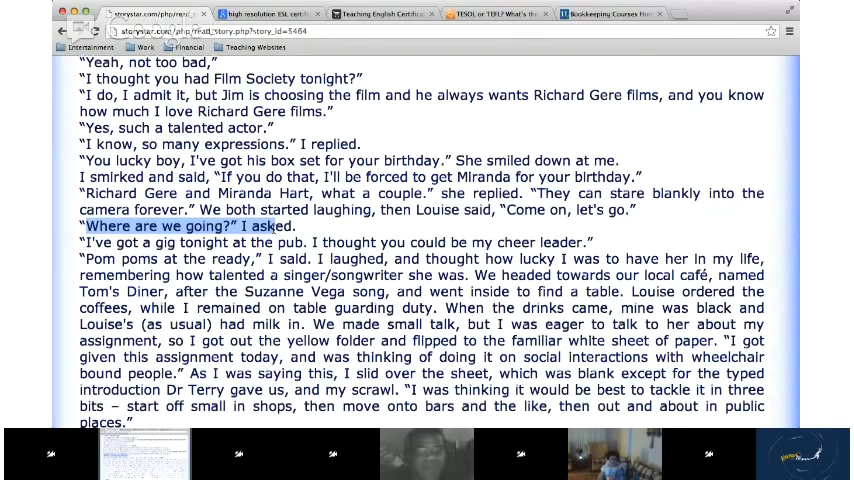 storystar.com/php/read_s
high resolution ESL certific
Teaching English Certificat
TESOL or TEFL? What's th
Bookkeeping Courses Hom
storystar.com/php/read_story.php?story_id=5464
Entertainment Work Financial Teaching Websites
Google
“Yeah, not too bad,”
“I thought you had Film Society tonight?”
“I do, I admit it, but Jim is choosing the film and he always wants Richard Gere films, and you know
how much I love Richard Gere films.”
“Yes, such a talented actor.”
“I know, so many expressions.” I replied.
“You lucky boy, I've got his box set for your birthday.” She smiled down at me.
I smirked and said, “If you do that, I'll be forced to get Miranda for your birthday.”
“Richard Gere and Miranda Hart, what a couple.” she replied. “They can stare blankly into the
camera forever.” We both started laughing, then Louise said, “Come on, let's go.”
“Where are we going?” I asked.
“I've got a gig tonight at the pub. I thought you could be my cheer leader.”
“Pom poms at the ready,” I said. I laughed, and thought how lucky I was to have her in my life,
remembering how talented a singer/songwriter she was. We headed towards our local café, named
Tom's Diner, after the Suzanne Vega song, and went inside to find a table. Louise ordered the
coffees, while I remained on table guarding duty. When the drinks came, mine was black and
Louise's (as usual) had milk in. We made small talk, but I was eager to talk to her about my
assignment, so I got out the yellow folder and flipped to the familiar white sheet of paper. “I got
given this assignment today, and was thinking of doing it on social interactions with wheelchair
bound people.” As I was saying this, I slid over the sheet, which was blank except for the typed
introduction Dr Terry gave us, and my scrawl. “I was thinking it would be best to tackle it in three
bits – start off small in shops, then move onto bars and the like, then out and about in public
places.”